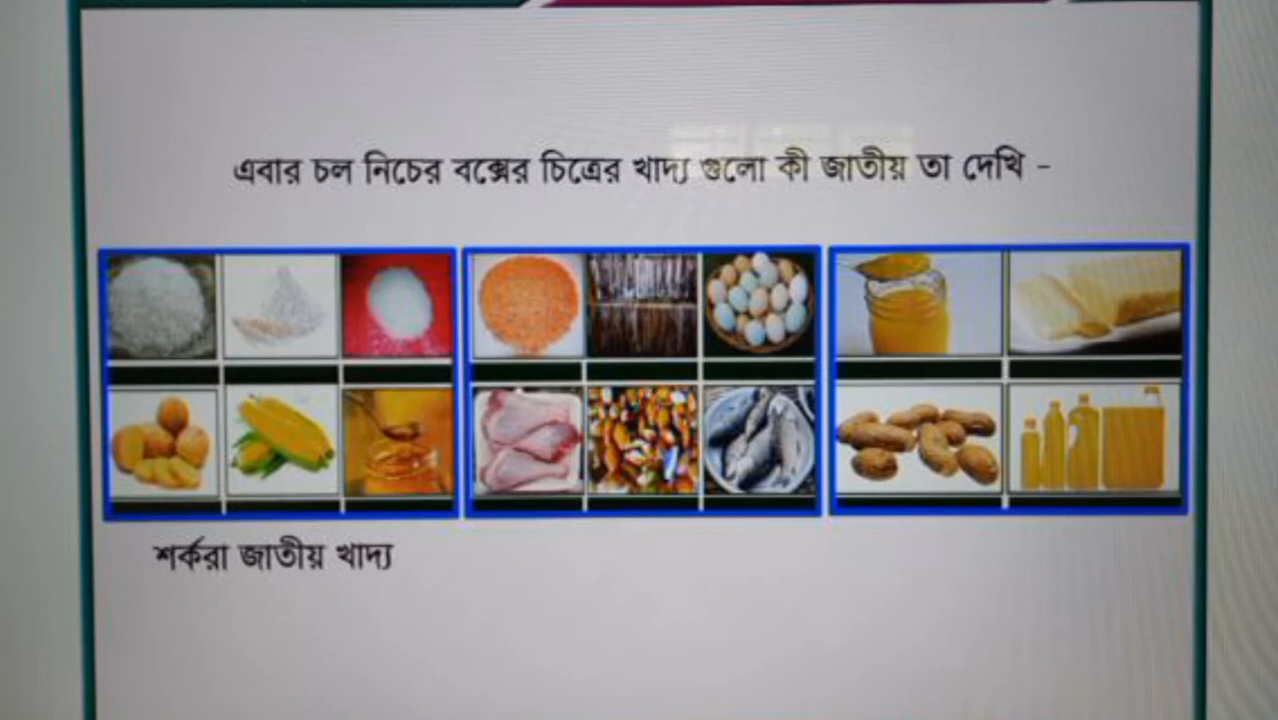 এবার চল নিচের বক্সের চিত্রের খাদ্য গুলো কী জাতীয় তা দেখি -
শর্করা জাতীয় খাদ্য